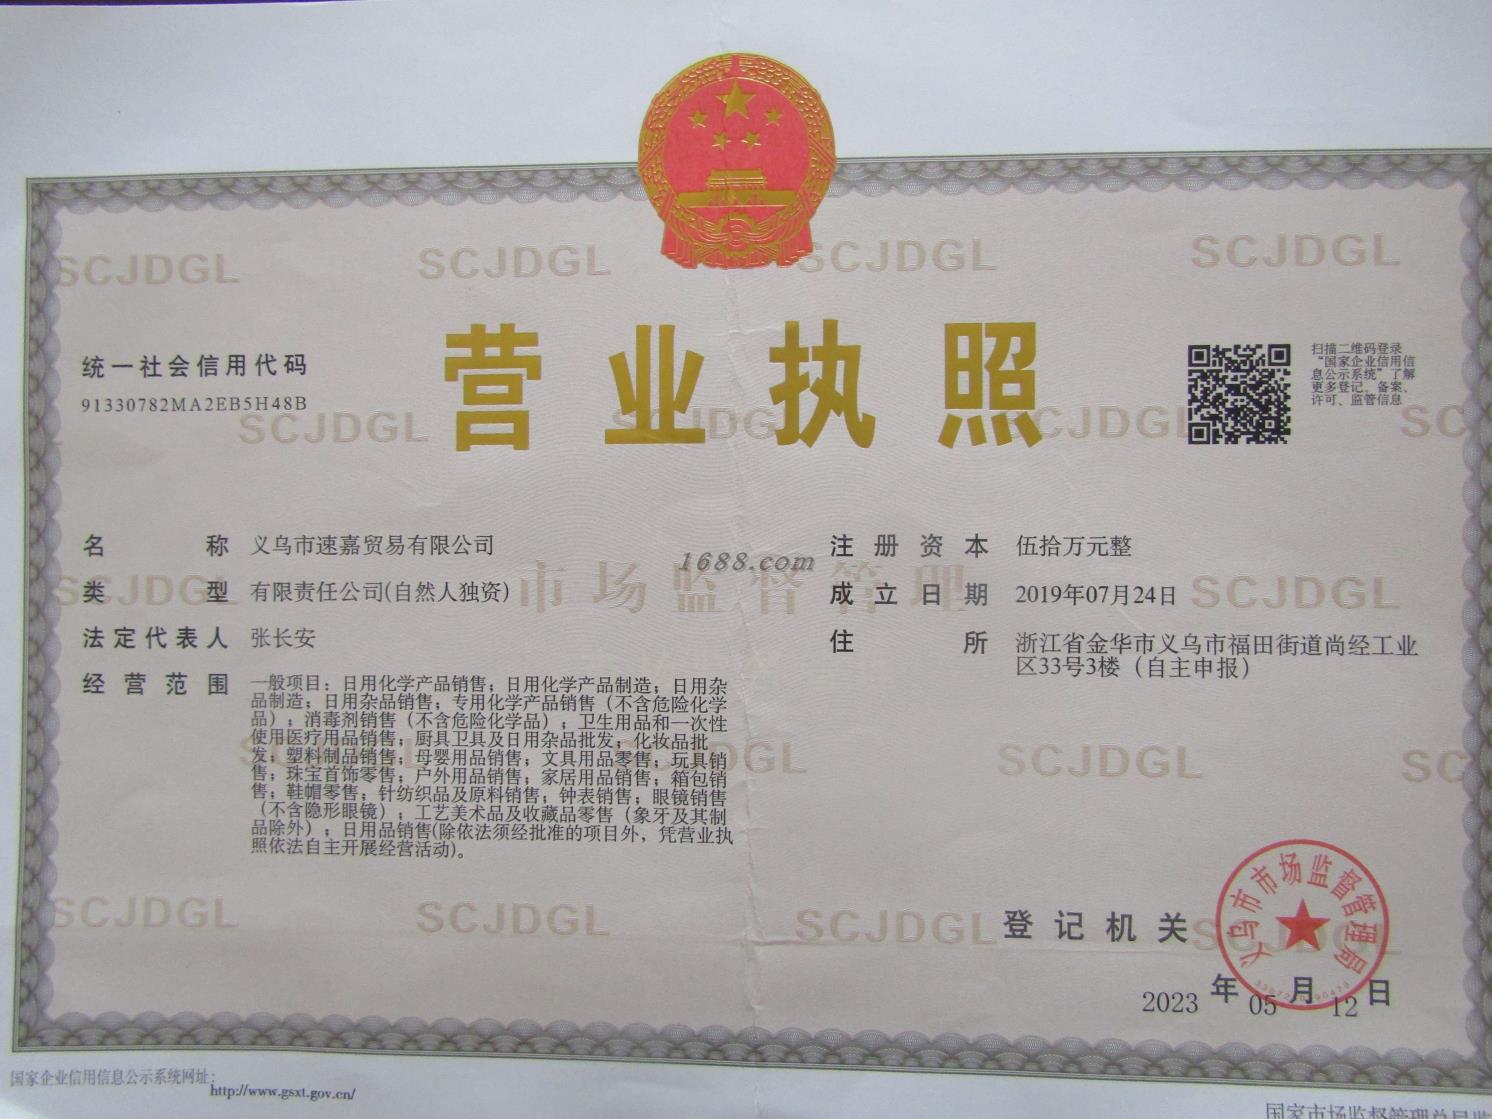 统一社会信用代码
91330782MA2EB5H48B
营业执照
扫描二维码登录
“国家企业信用信
息公示系统”了解
更多登记、备案、
许可、监管信息
名称 义乌市速嘉贸易有限公司
类型 有限责任公司(自然人独资)
法定代表人 张长安
经营范围 一般项目：日用化学产品销售；日用化学产品制造；日用杂
品制造；日用杂品销售；专用化学产品销售（不含危险化学
品）；消毒剂销售（不含危险化学品）；卫生用品和一次性
使用医疗用品销售；厨具卫具及日用杂品批发；化妆品批
发；塑料制品销售；母婴用品销售；文具用品零售；玩具销
售；珠宝首饰零售；户外用品销售；家居用品销售；箱包销
售；鞋帽零售；针纺织品及原料销售；钟表销售；眼镜销售
（不含隐形眼镜）；工艺美术品及收藏品零售（象牙及其制
品除外）；日用品销售(除依法须经批准的项目外，凭营业执
照依法自主开展经营活动)。
注册资本 伍拾万元整
成立日期 2019年07月24日
住所 浙江省金华市义乌市福田街道尚经工业
区33号3楼（自主申报）
1688.com
市场监督管理
SCJDGL SCJDGL SCJDGL SCJDGL
SCJDGL SCJDGL SCJDGL
SCJDGL SCJDGL
SCJDGL SCJDGL
SCJDGL SCJDGL SCJDGL SCJDGL
登记机关
义乌市市场监督管理局
2023年05月12日
国家企业信用信息公示系统网址：
http://www.gsxt.gov.cn/